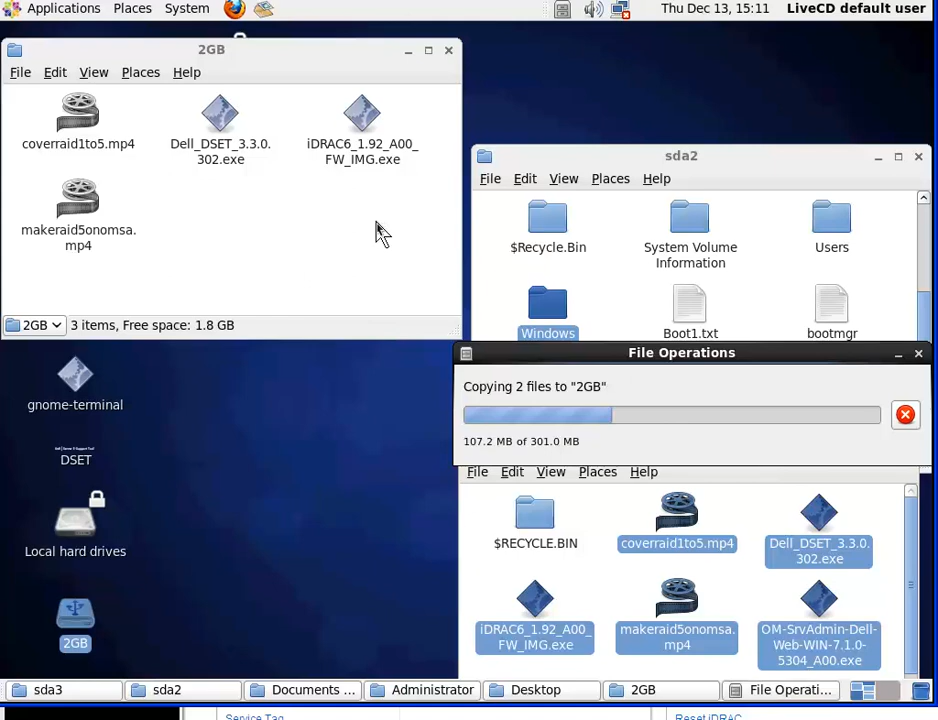 Applications Places System Thu Dec 13, 15:11 LiveCD default user
2GB
File Edit View Places Help
coverraid1to5.mp4
Dell_DSET_3.3.0.
302.exe
iDRAC6_1.92_A00_
FW_IMG.exe
makeraid5onomsa.
mp4
2GB 3 items, Free space: 1.8 GB
sda2
File Edit View Places Help
$Recycle.Bin
System Volume
Information
Users
Windows
Boot1.txt
bootmgr
File Operations
Copying 2 files to "2GB"
107.2 MB of 301.0 MB
File Edit View Places Help
$RECYCLE.BIN
coverraid1to5.mp4
Dell_DSET_3.3.0.
302.exe
iDRAC6_1.92_A00_
FW_IMG.exe
makeraid5onomsa.
mp4
OM-SrvAdmin-Dell-
Web-WIN-7.1.0-
5304_A00.exe
gnome-terminal
DSET
Local hard drives
2GB
sda3 sda2 Documents ... Administrator Desktop 2GB File Operati...
Service Tag
Reset iDRAC